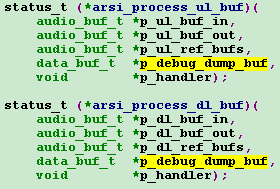 status_t (*arsi_process_ul_buf)(
audio_buf_t *p_ul_buf_in,
audio_buf_t *p_ul_buf_out,
audio_buf_t *p_ul_ref_bufs,
data_buf_t *p_debug_dump_buf,
void *p_handler);
status_t (*arsi_process_dl_buf)(
audio_buf_t *p_dl_buf_in,
audio_buf_t *p_dl_buf_out,
audio_buf_t *p_dl_ref_bufs,
data_buf_t *p_debug_dump_buf,
void *p_handler);